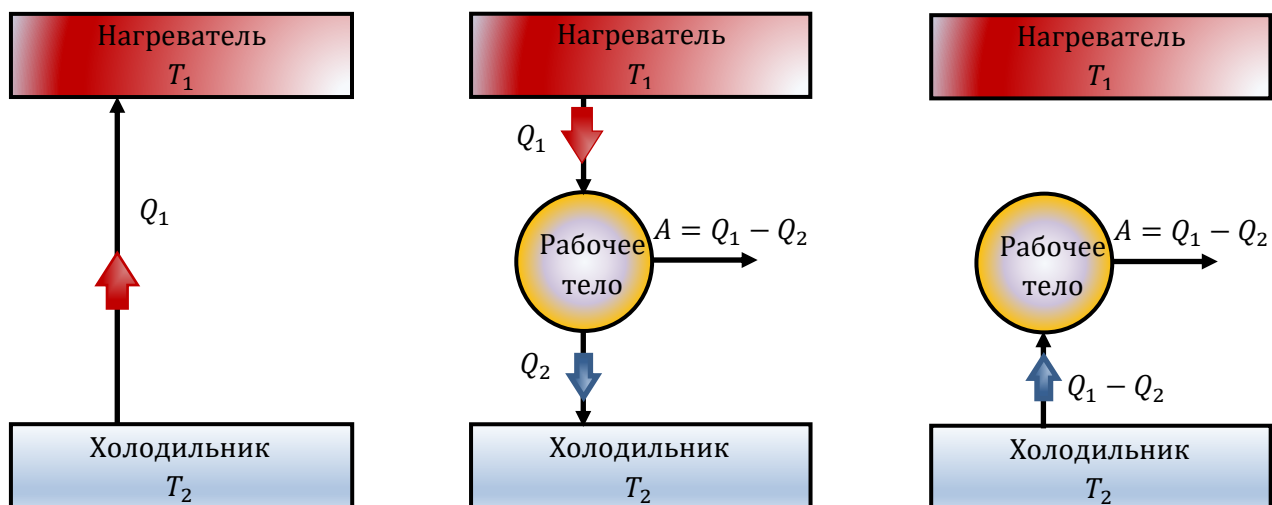 Нагреватель
T₁
Q₁
Холодильник
T₂
Нагреватель
T₁
Q₁
Рабочее
тело
A = Q₁ − Q₂
Q₂
Холодильник
T₂
Нагреватель
T₁
Рабочее
тело
A = Q₁ − Q₂
Q₁ − Q₂
Холодильник
T₂